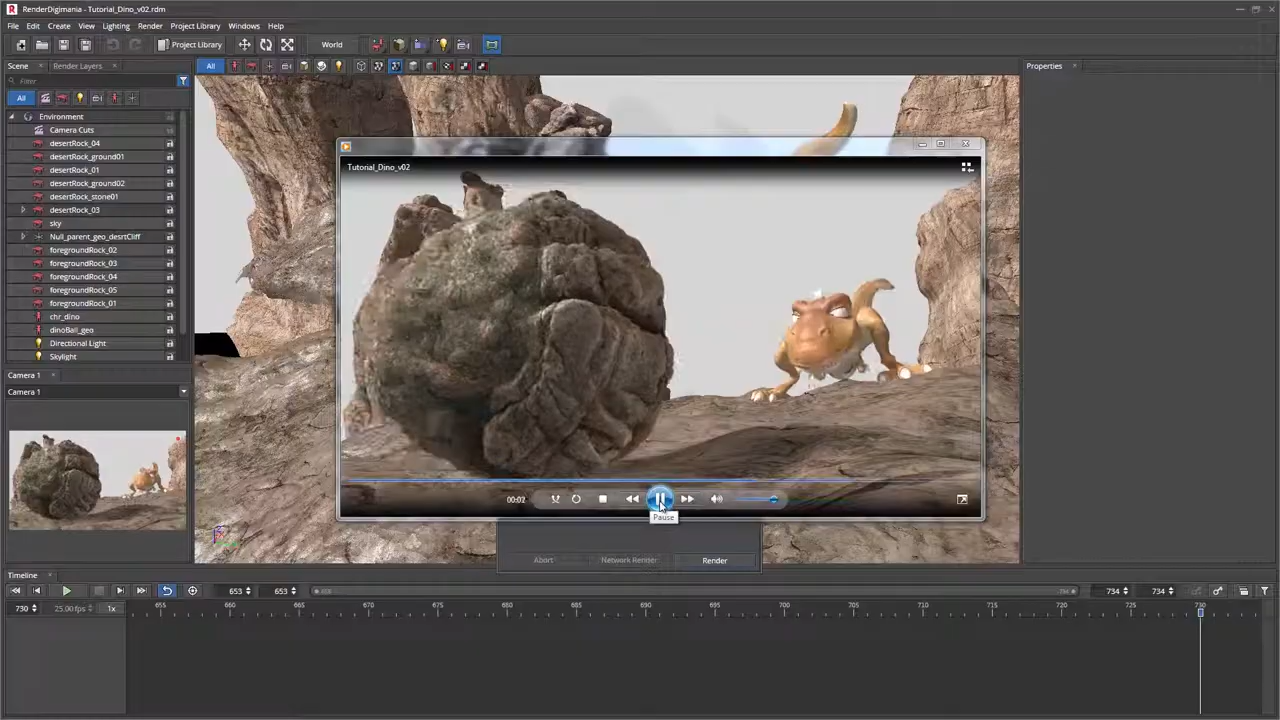 RenderDigimania - Tutorial_Dino_v02.rdm
File Edit Create View Lighting Render Project Library Windows Help
Project Library World
Scene Render Layers
All
Properties
Filter
All
Environment
Camera Cuts
desertRock_04
desertRock_ground01
desertRock_01
desertRock_ground02
desertRock_stone01
desertRock_03
sky
Null_parent_geo_desrtCliff
foregroundRock_02
foregroundRock_03
foregroundRock_04
foregroundRock_05
foregroundRock_01
chr_dino
dinoBall_geo
Directional Light
Skylight
Camera 1
Camera 1
Tutorial_Dino_v02
00:02
Pause
Abort Network Render Render
Timeline
653 653 734 734
730 25.00 fps 1x 655 660 665 670 675 680 685 690 695 700 705 710 715 720 725 730